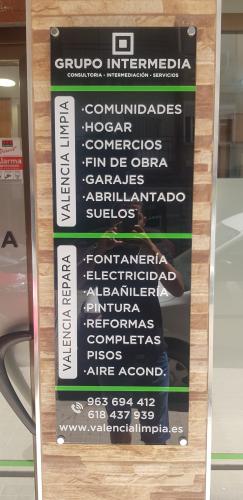 GRUPO INTERMEDIA
CONSULTORIA · INTERMEDIACIÓN · SERVICIOS
VALENCIA LIMPIA
·COMUNIDADES
·HOGAR
·COMERCIOS
·FIN DE OBRA
·GARAJES
·ABRILLANTADO
SUELOS
VALENCIA REPARA
·FONTANERÍA
·ELECTRICIDAD
·ALBAÑILERÍA
·PINTURA
·REFORMAS
COMPLETAS
PISOS
·AIRE ACOND.
963 694 412
618 437 939
www.valencialimpia.es